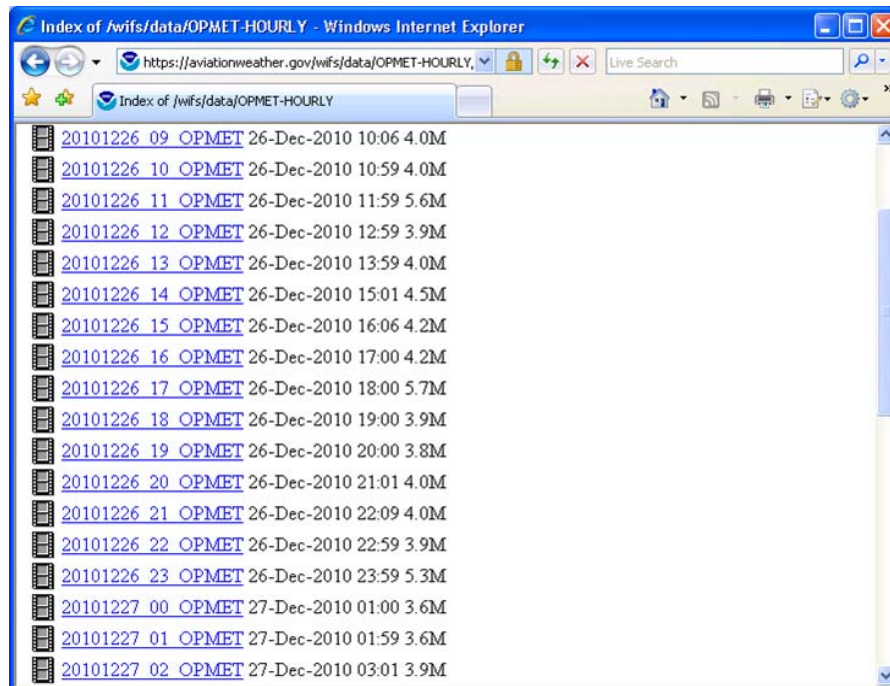 Index of /wifs/data/OPMET-HOURLY - Windows Internet Explorer
https://aviationweather.gov/wifs/data/OPMET-HOURLY,
Live Search
Index of /wifs/data/OPMET-HOURLY
20101226_09_OPMET 26-Dec-2010 10:06 4.0M
20101226_10_OPMET 26-Dec-2010 10:59 4.0M
20101226_11_OPMET 26-Dec-2010 11:59 5.6M
20101226_12_OPMET 26-Dec-2010 12:59 3.9M
20101226_13_OPMET 26-Dec-2010 13:59 4.0M
20101226_14_OPMET 26-Dec-2010 15:01 4.5M
20101226_15_OPMET 26-Dec-2010 16:06 4.2M
20101226_16_OPMET 26-Dec-2010 17:00 4.2M
20101226_17_OPMET 26-Dec-2010 18:00 5.7M
20101226_18_OPMET 26-Dec-2010 19:00 3.9M
20101226_19_OPMET 26-Dec-2010 20:00 3.8M
20101226_20_OPMET 26-Dec-2010 21:01 4.0M
20101226_21_OPMET 26-Dec-2010 22:09 4.0M
20101226_22_OPMET 26-Dec-2010 22:59 3.9M
20101226_23_OPMET 26-Dec-2010 23:59 5.3M
20101227_00_OPMET 27-Dec-2010 01:00 3.6M
20101227_01_OPMET 27-Dec-2010 01:59 3.6M
20101227_02_OPMET 27-Dec-2010 03:01 3.9M